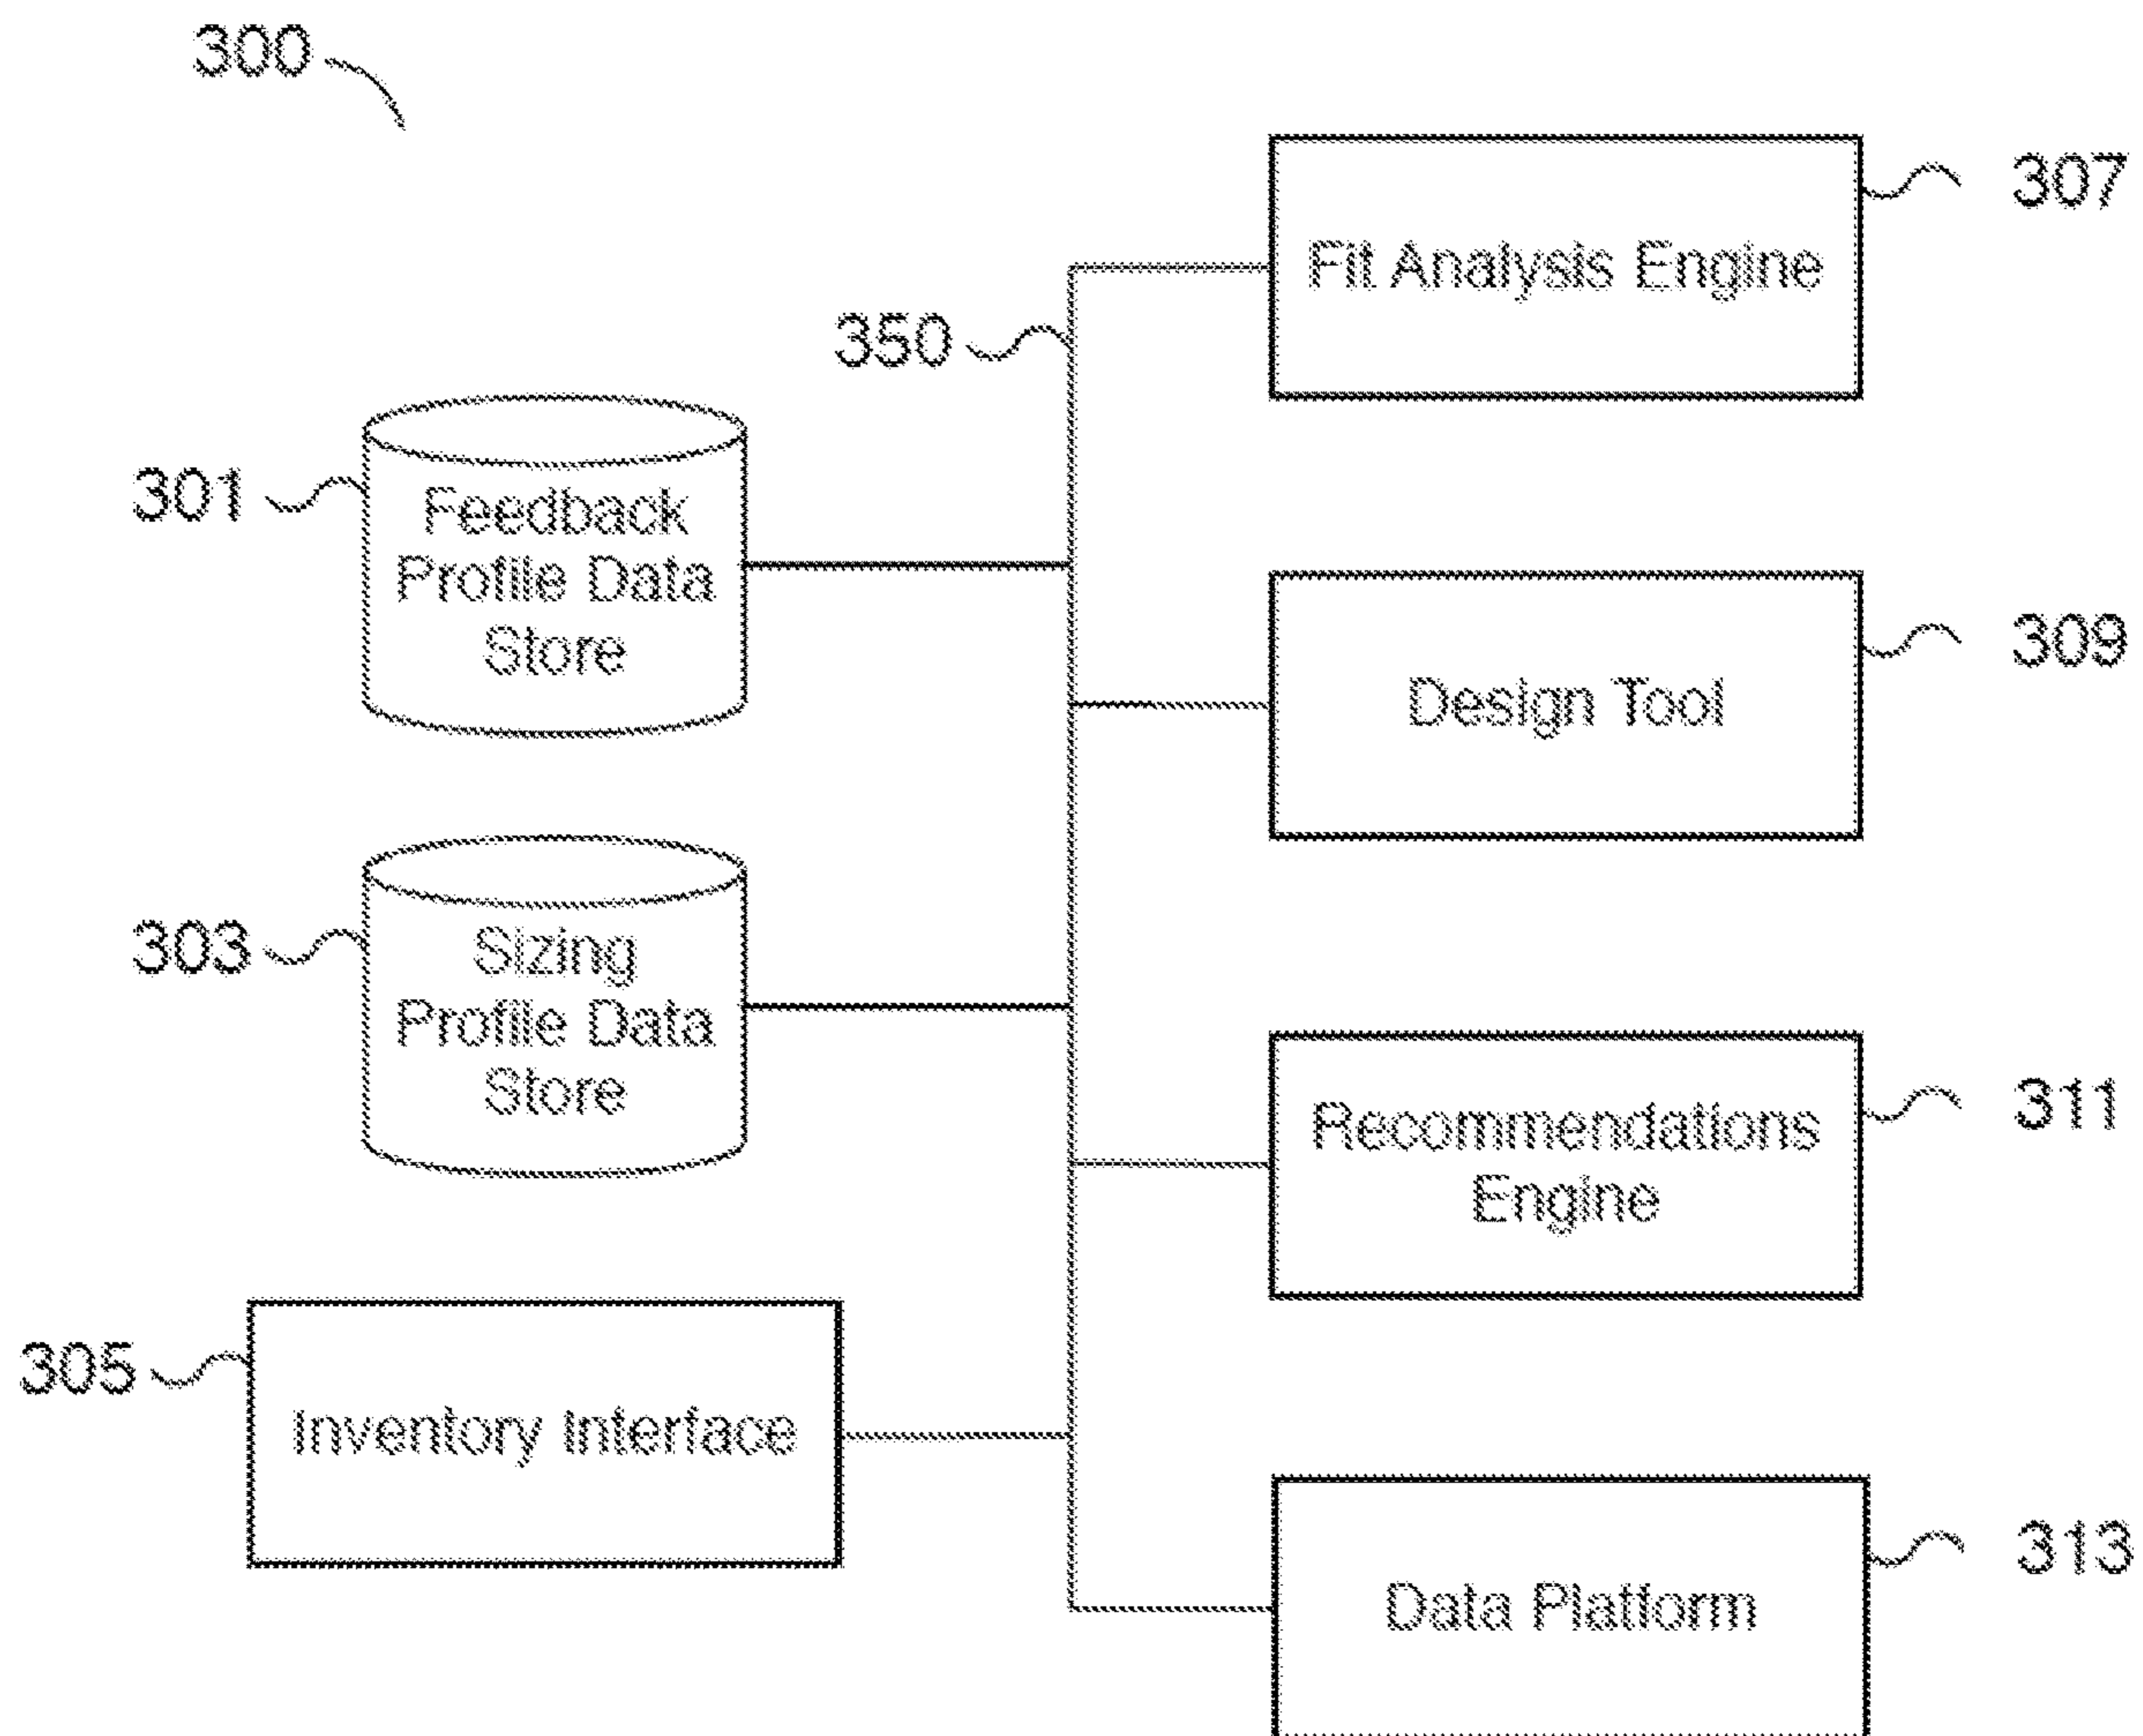 300
307
Fit Analysis Engine
350
301
Feedback
Profile Data
Store
309
Design Tool
303
Sizing
Profile Data
Store
311
Recommendations
Engine
305
Inventory Interface
313
Data Platform